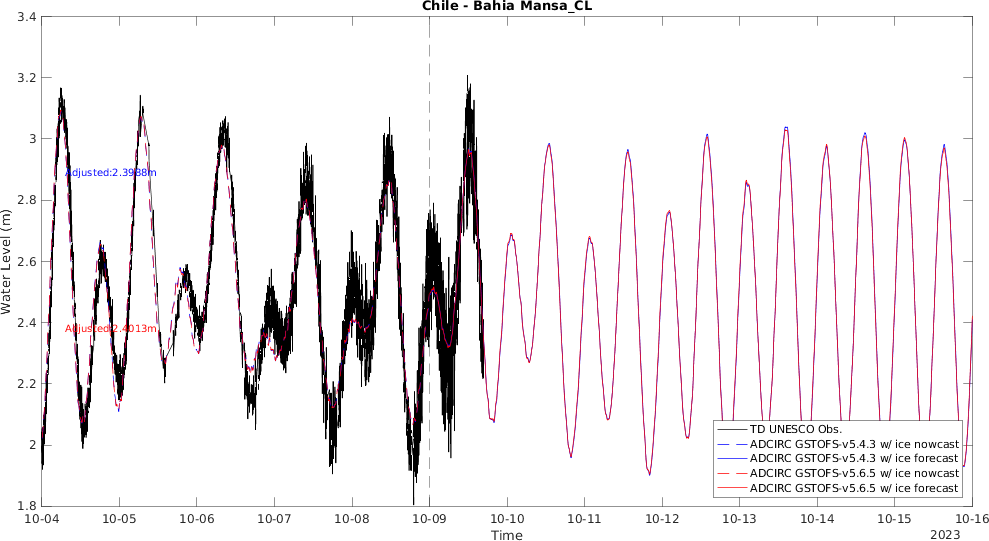 Chile - Bahia Mansa_CL
Water Level (m)
3.4
3.2
3
2.8
2.6
2.4
2.2
2
1.8
Adjusted:2.3938m
Adjusted:2.4013m
TD UNESCO Obs.
ADCIRC GSTOFS-v5.4.3 w/ ice nowcast
ADCIRC GSTOFS-v5.4.3 w/ ice forecast
ADCIRC GSTOFS-v5.6.5 w/ ice nowcast
ADCIRC GSTOFS-v5.6.5 w/ ice forecast
10-04 10-05 10-06 10-07 10-08 10-09 10-10 10-11 10-12 10-13 10-14 10-15 10-16
Time
2023